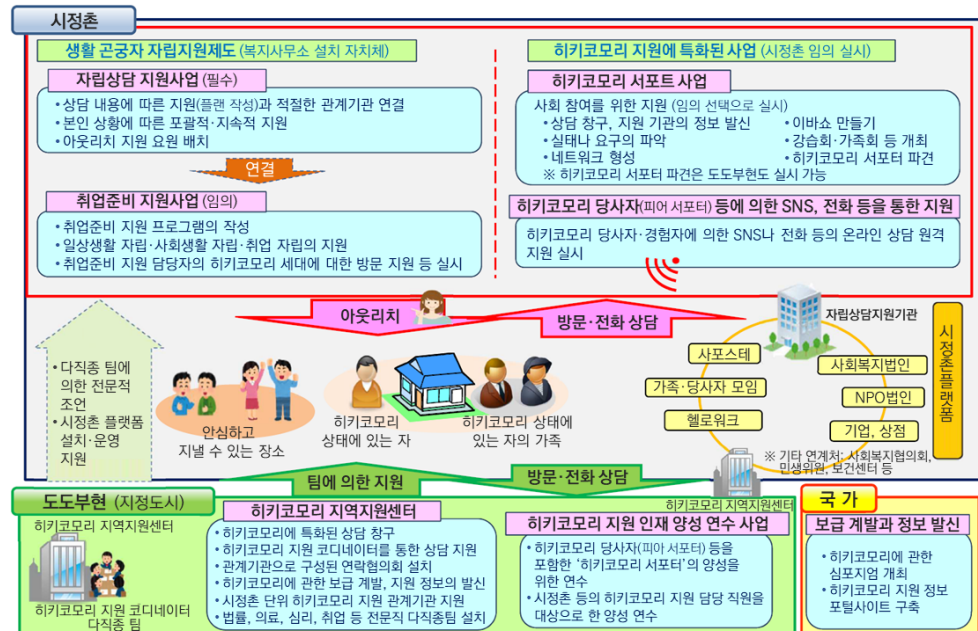 시정촌
생활 곤궁자 자립지원제도 (복지사무소 설치 자치체)
자립상담 지원사업 (필수)
• 상담 내용에 따른 지원(플랜 작성)과 적절한 관계기관 연결
• 본인 상황에 따른 포괄적·지속적 지원
• 아웃리치 지원 요원 배치
연결
취업준비 지원사업 (임의)
• 취업준비 지원 프로그램의 작성
• 일상생활 자립·사회생활 자립·취업 자립의 지원
• 취업준비 지원 담당자의 히키코모리 세대에 대한 방문 지원 등 실시
히키코모리 지원에 특화된 사업 (시정촌 임의 실시)
히키코모리 서포트 사업
사회 참여를 위한 지원 (임의 선택으로 실시)
• 상담 창구, 지원 기관의 정보 발신
• 실태나 요구의 파악
• 네트워크 형성
• 이바쇼 만들기
• 강습회·가족회 등 개최
• 히키코모리 서포터 파견
※ 히키코모리 서포터 파견은 도도부현도 실시 가능
히키코모리 당사자(피어 서포터) 등에 의한 SNS, 전화 등을 통한 지원
히키코모리 당사자·경험자에 의한 SNS나 전화 등의 온라인 상담 원격
지원 실시
아웃리치
방문·전화 상담
• 다직종 팀에
의한 전문적
조언
• 시정촌 플랫폼
설치·운영
지원
안심하고
지낼 수 있는 장소
히키코모리
상태에 있는 자
히키코모리 상태에
있는 자의 가족
자립상담지원기관
사포스테
가족·당사자 모임
헬로워크
사회복지법인
NPO법인
기업, 상점
※ 기타 연계처: 사회복지협의회,
민생위원, 보건센터 등
히키코모리 지역지원센터
시정촌플랫폼
팀에 의한 지원
방문·전화 상담
도도부현 (지정도시)
히키코모리 지역지원센터
히키코모리 지원 코디네이터
다직종 팀
히키코모리 지역지원센터
• 히키코모리에 특화된 상담 창구
• 히키코모리 지원 코디네이터를 통한 상담 지원
• 관계기관으로 구성된 연락협의회 설치
• 히키코모리에 관한 보급 계발, 지원 정보의 발신
• 시정촌 단위 히키코모리 지원 관계기관 지원
• 법률, 의료, 심리, 취업 등 전문직 다직종팀 설치
히키코모리 지원 인재 양성 연수 사업
• 히키코모리 당사자(피아 서포터) 등을
포함한 ‘히키코모리 서포터’의 양성을
위한 연수
• 시정촌 등의 히키코모리 지원 담당 직원을
대상으로 한 양성 연수
국 가
보급 계발과 정보 발신
• 히키코모리에 관한
심포지엄 개최
• 히키코모리 지원 정보
포털사이트 구축